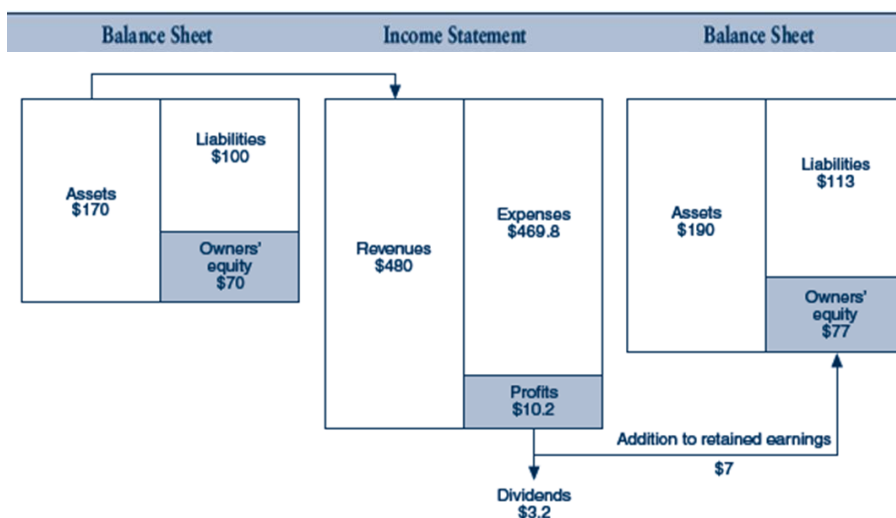 Balance Sheet
Income Statement
Balance Sheet
Assets
$170
Liabilities
$100
Owners'
equity
$70
Revenues
$480
Expenses
$469.8
Profits
$10.2
Dividends
$3.2
Addition to retained earnings
$7
Assets
$190
Liabilities
$113
Owners'
equity
$77